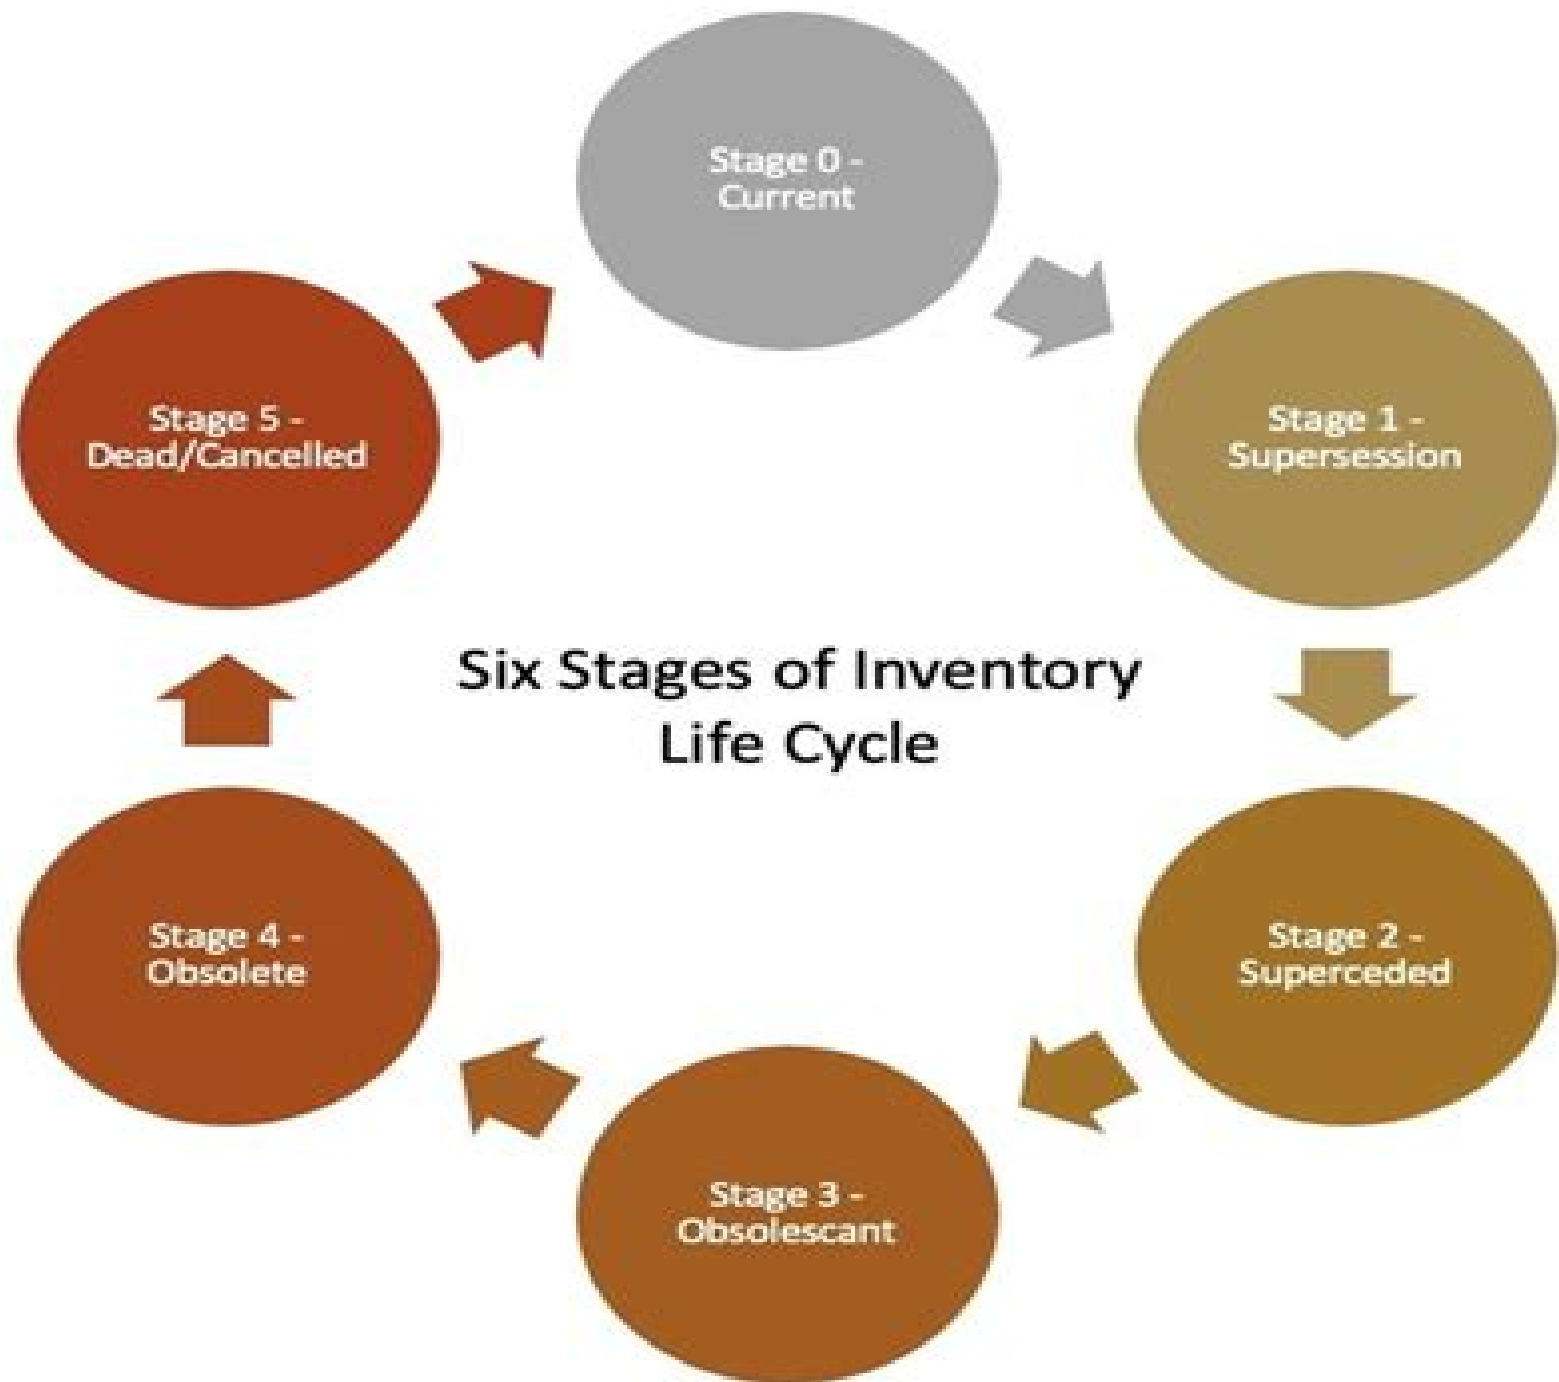 Stage 0 -
Current
Stage 1 -
Supersession
Stage 2 -
Superceded
Stage 3 -
Obsolescant
Stage 4 -
Obsolete
Stage 5 -
Dead/Cancelled
Six Stages of Inventory
Life Cycle